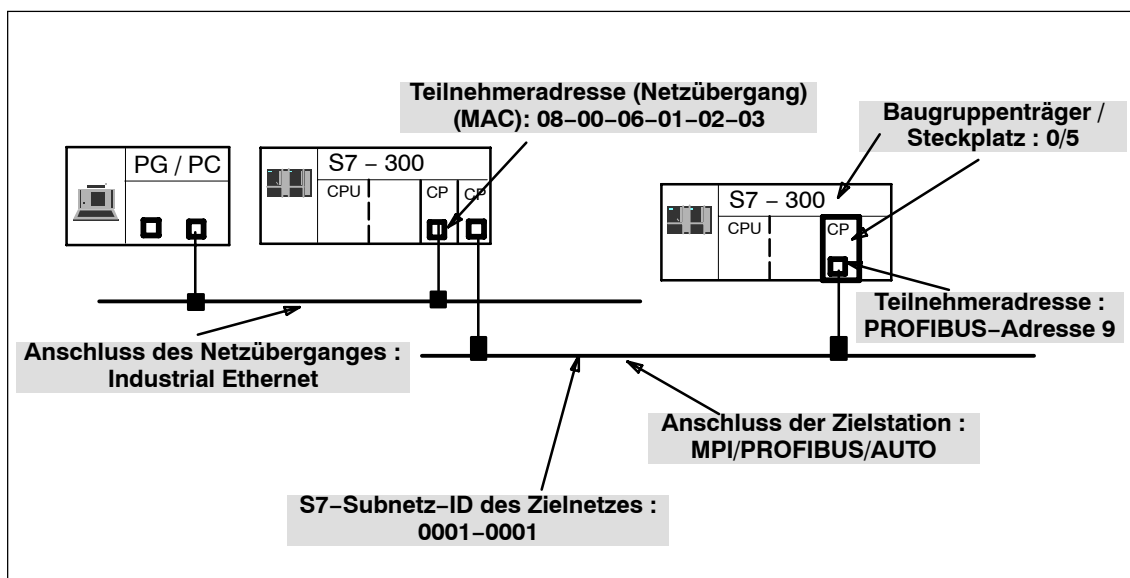 Teilnehmeradresse (Netzübergang)
(MAC): 08–00–06–01–02–03
Baugruppenträger /
Steckplatz : 0/5
PG / PC
S7 – 300
CPU
CP
CP
S7 – 300
CPU
CP
Teilnehmeradresse :
PROFIBUS–Adresse 9
Anschluss des Netzüberganges :
Industrial Ethernet
Anschluss der Zielstation :
MPI/PROFIBUS/AUTO
S7–Subnetz–ID des Zielnetzes :
0001–0001